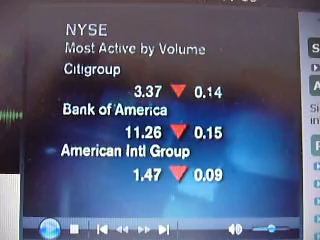 NYSE
Most Active by Volume
Citigroup
3.37 ▼ 0.14
Bank of America
11.26 ▼ 0.15
American Intl Group
1.47 ▼ 0.09